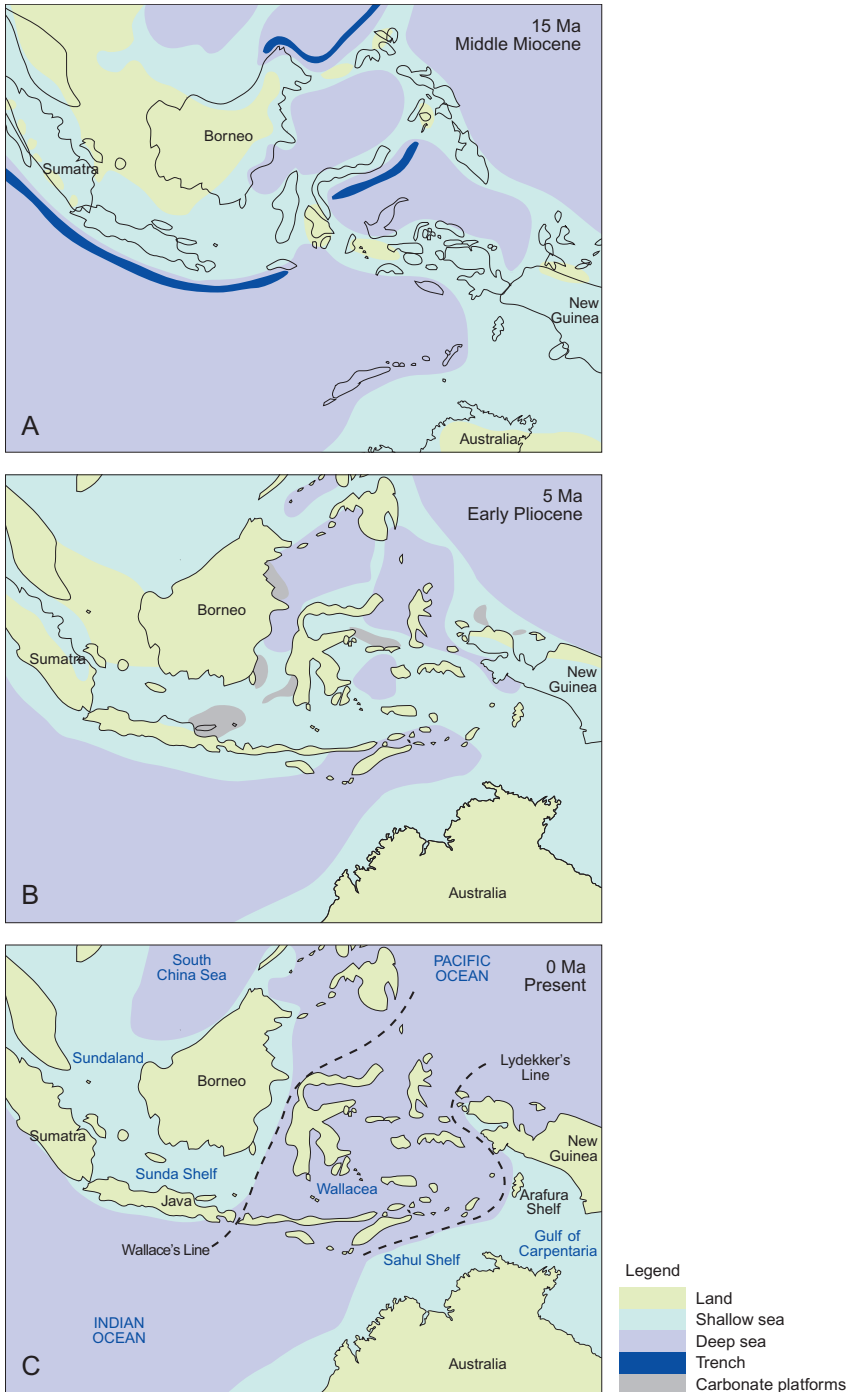 15 Ma
Middle Miocene
Borneo
Sumatra
New
Guinea
Australia
A
5 Ma
Early Pliocene
Borneo
Sumatra
New
Guinea
Australia
B
South
China Sea
PACIFIC
OCEAN
0 Ma
Present
Sundaland
Lydekker's
Line
Borneo
Sumatra
New
Guinea
Sunda Shelf
Wallacea
Java
Arafura
Shelf
Wallace's Line
Gulf of
Carpentaria
Sahul Shelf
INDIAN
OCEAN
Australia
C
Legend
Land
Shallow sea
Deep sea
Trench
Carbonate platforms